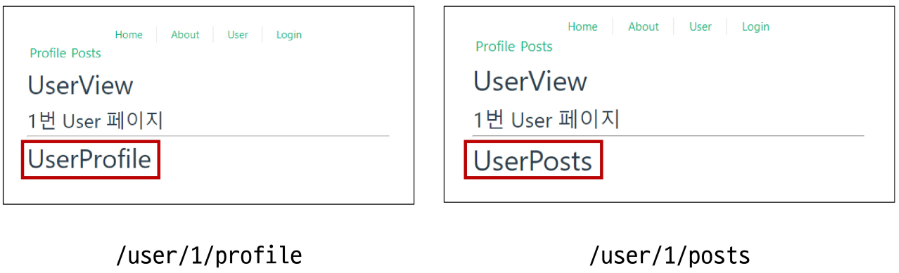 Home About User Login
Profile Posts
UserView
1번 User 페이지
UserProfile
/user/1/profile
Home About User Login
Profile Posts
UserView
1번 User 페이지
UserPosts
/user/1/posts